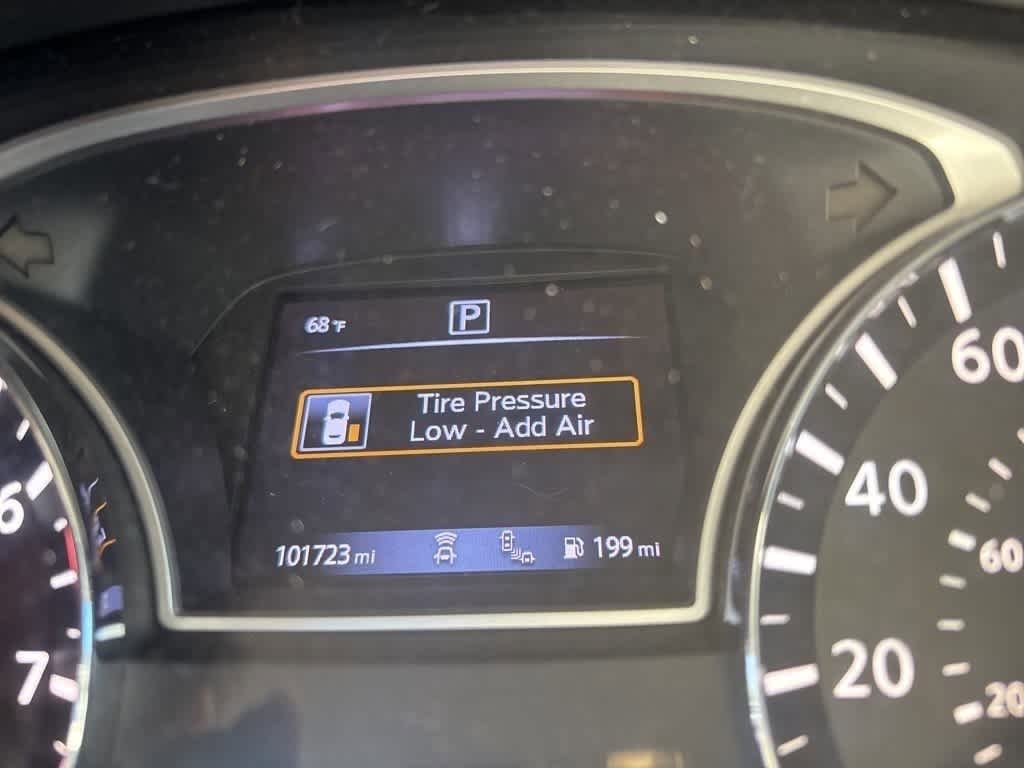 68°F
P
Tire Pressure
Low - Add Air
101723 mi
199 mi
6
7
60
40
20
60
20